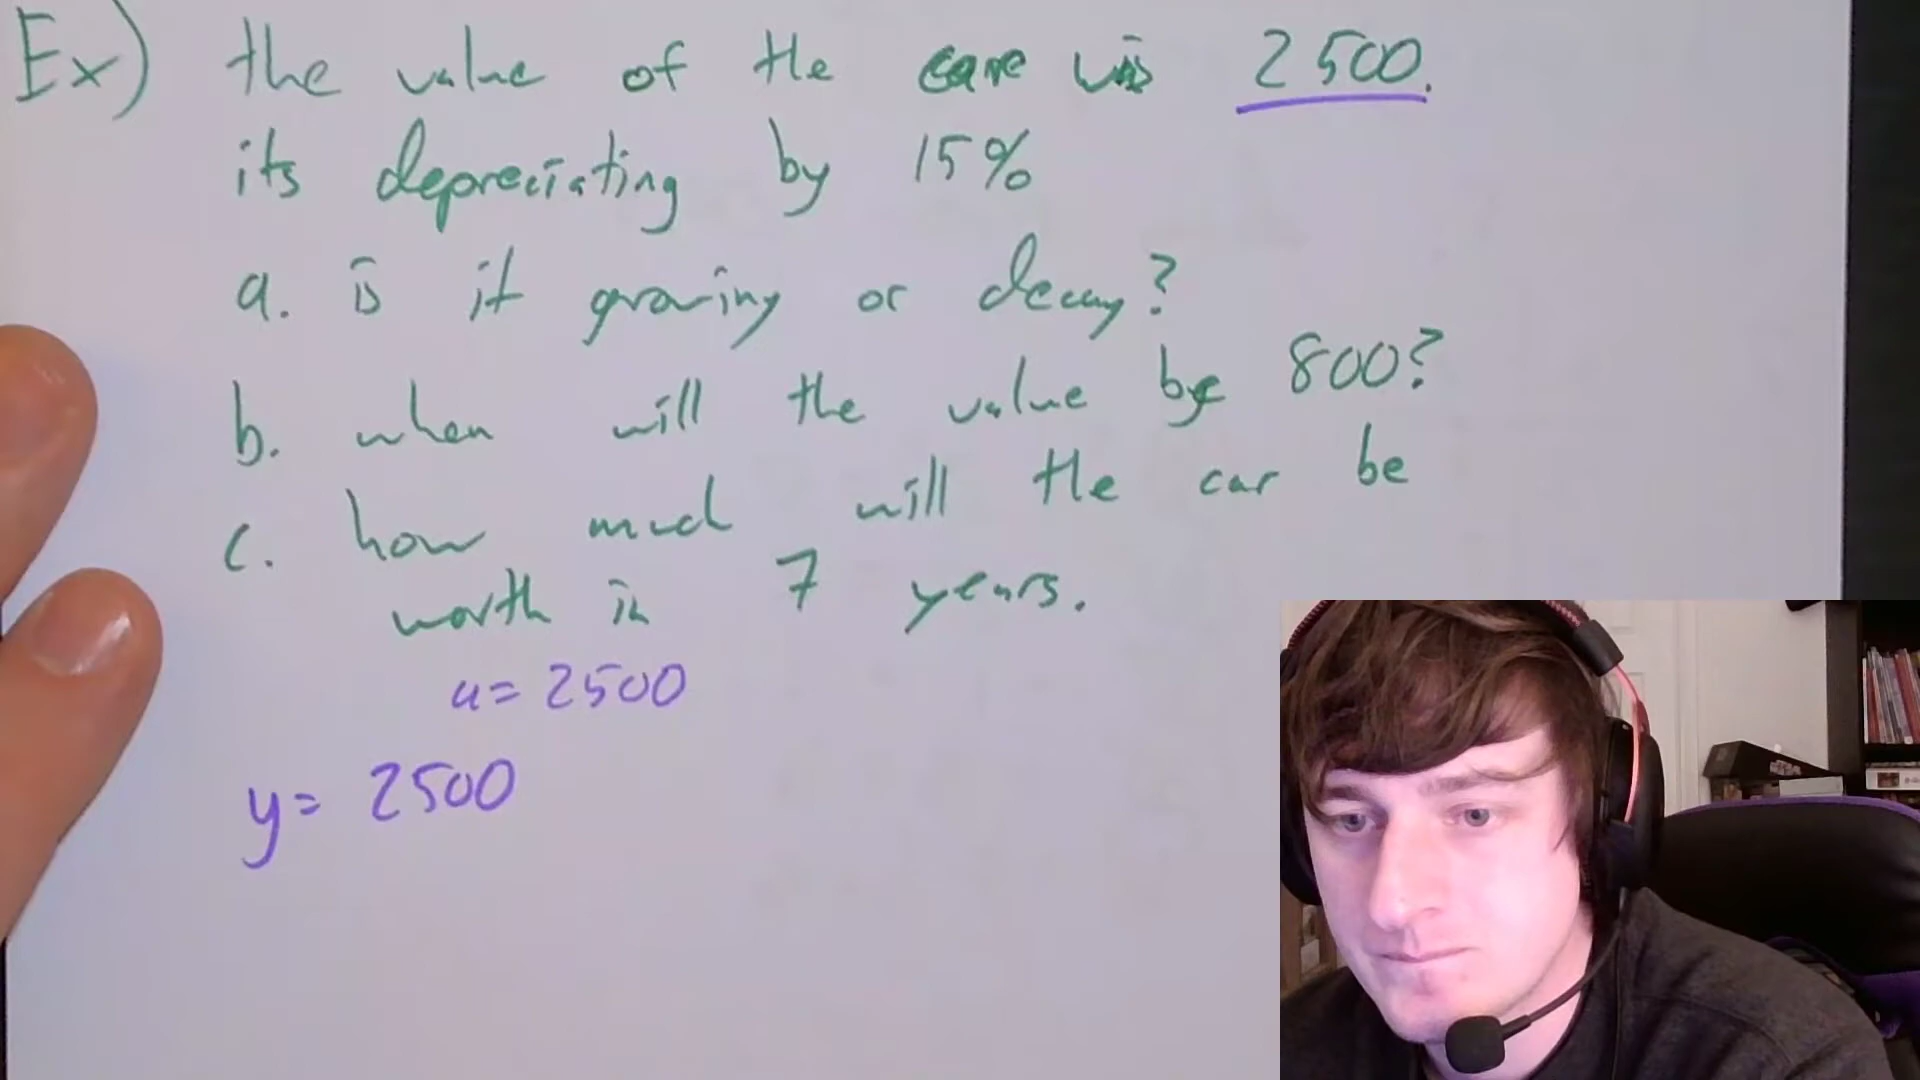 Ex) the value of the care was 2500.
its depreciating by 15%
a. is it growing or decay?
b. when will the value be 800?
c. how much will the car be
worth in 7 years.
a= 2500
y= 2500